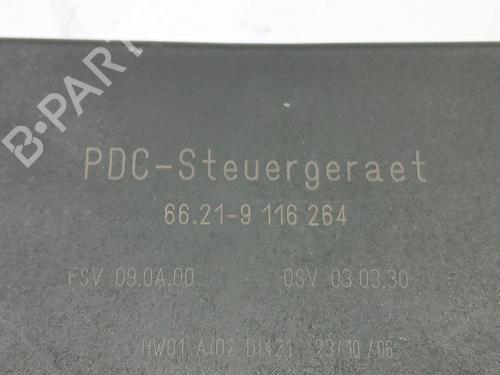 B-PARTS
PDC-Steuergeraet
66.21-9 116 264
FSV 09.0A.00 OSV 03.03.30
HW01 AI02 DI421 23/10/06